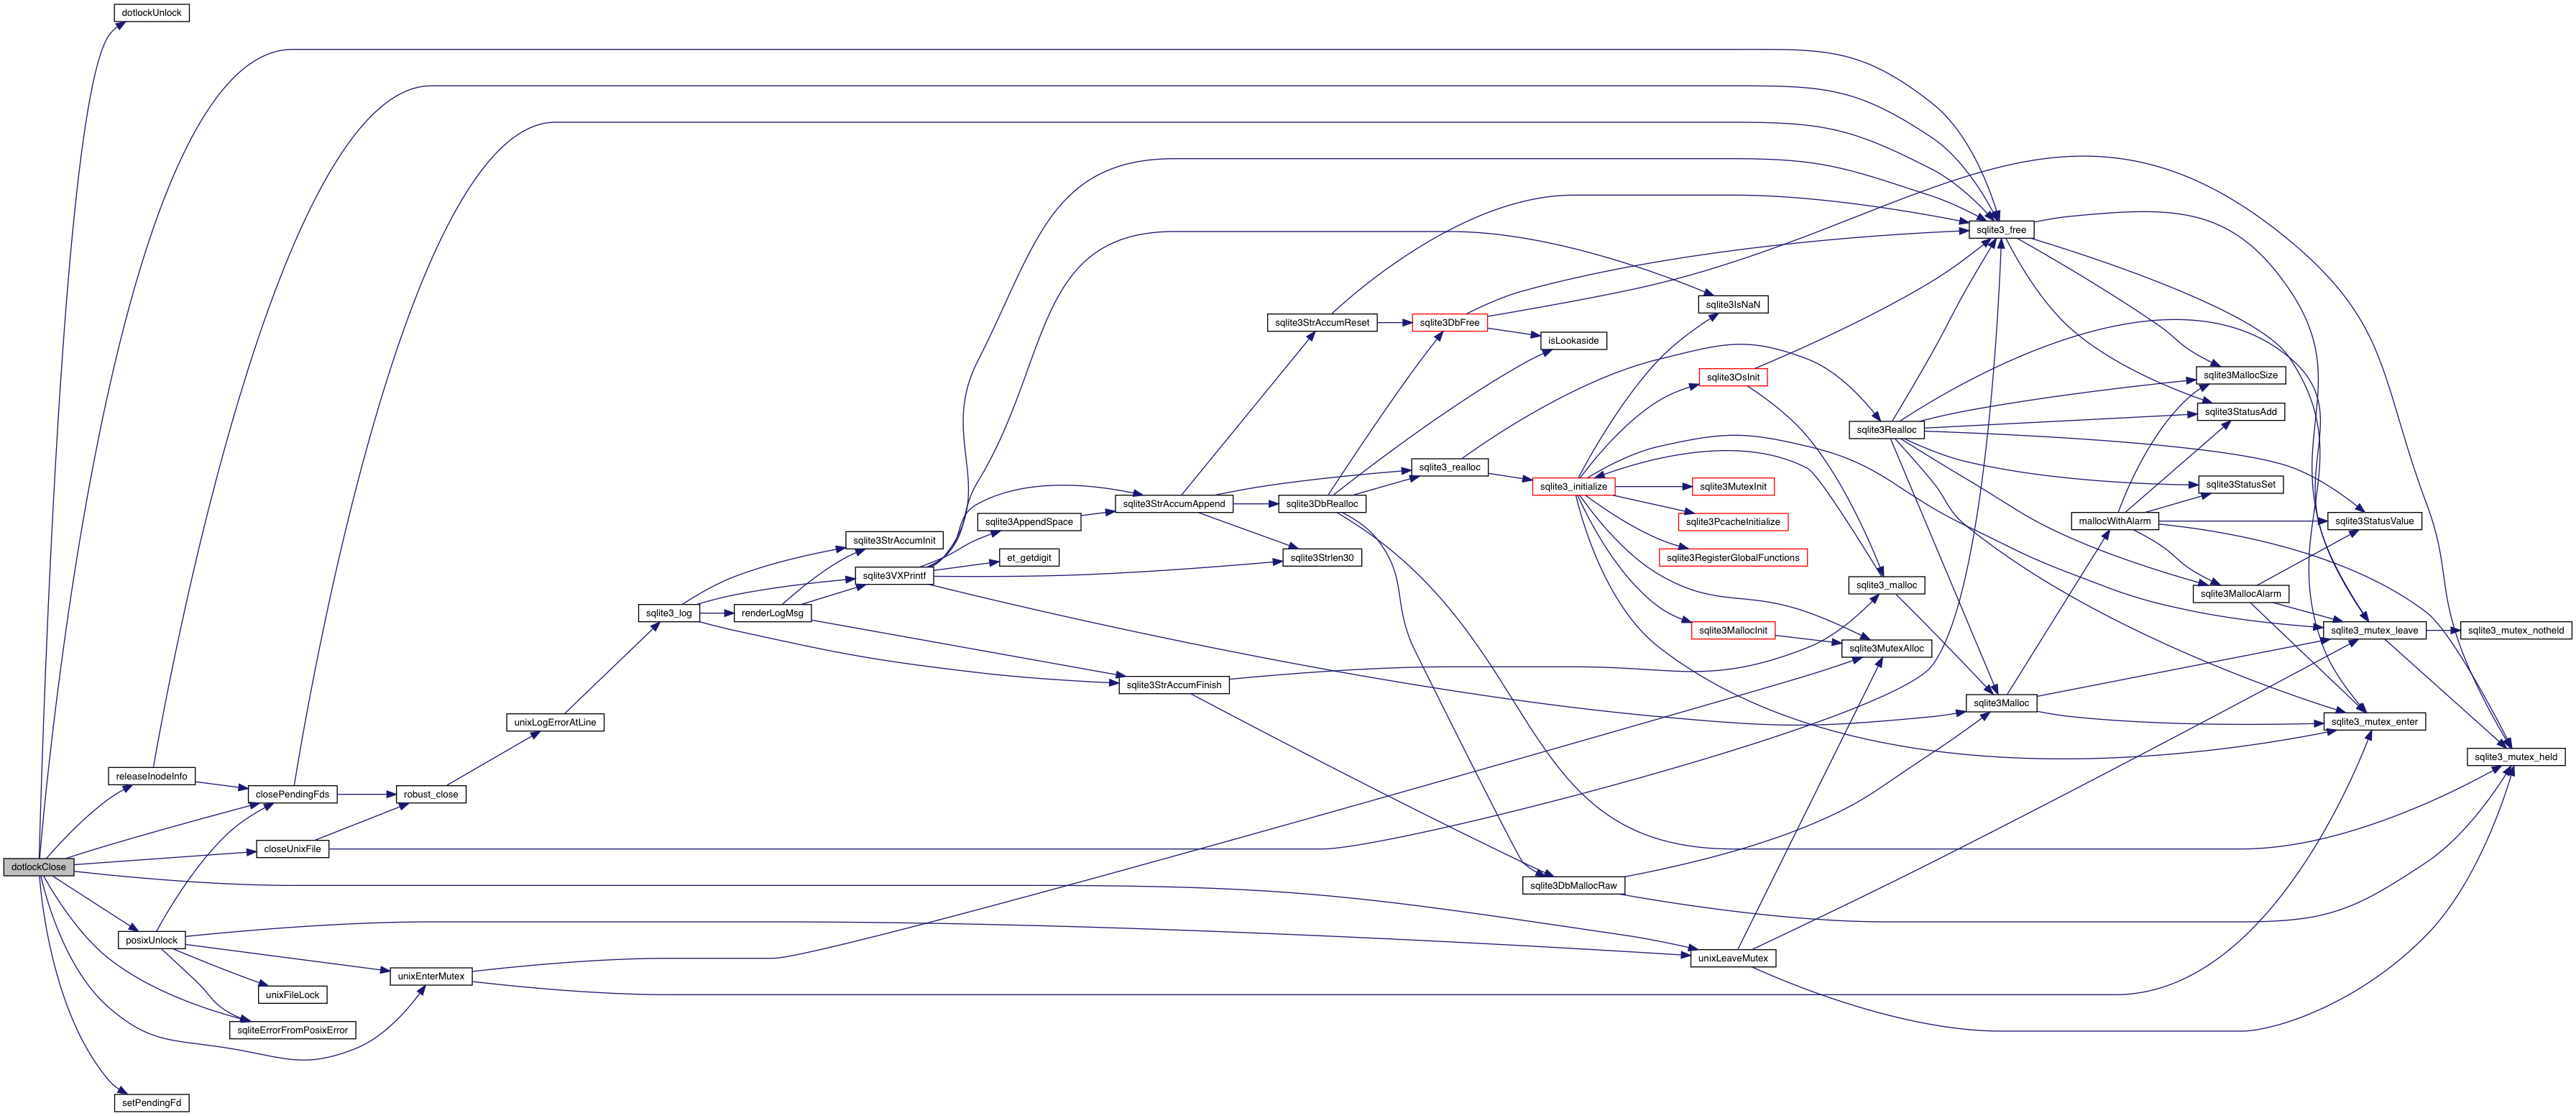 dotlockUnlock
sqlite3_free
sqlite3IsNaN
sqlite3StrAccumReset
sqlite3DbFree
isLookaside
sqlite3OsInit
sqlite3MallocSize
sqlite3StatusAdd
sqlite3Realloc
sqlite3_realloc
sqlite3_initialize
sqlite3MutexInit
sqlite3StatusSet
sqlite3StrAccumAppend
sqlite3DbRealloc
sqlite3AppendSpace
sqlite3PcacheInitialize
mallocWithAlarm
sqlite3StatusValue
sqlite3StrAccumInit
et_getdigit
sqlite3Strlen30
sqlite3RegisterGlobalFunctions
sqlite3VXPrintf
sqlite3_malloc
sqlite3MallocAlarm
sqlite3_log
renderLogMsg
sqlite3MallocInit
sqlite3_mutex_leave
sqlite3_mutex_notheld
sqlite3MutexAlloc
sqlite3StrAccumFinish
sqlite3Malloc
unixLogErrorAtLine
sqlite3_mutex_enter
sqlite3_mutex_held
releaseInodeInfo
closePendingFds
robust_close
closeUnixFile
dotlockClose
sqlite3DbMallocRaw
posixUnlock
unixLeaveMutex
unixEnterMutex
unixFileLock
sqliteErrorFromPosixError
setPendingFd